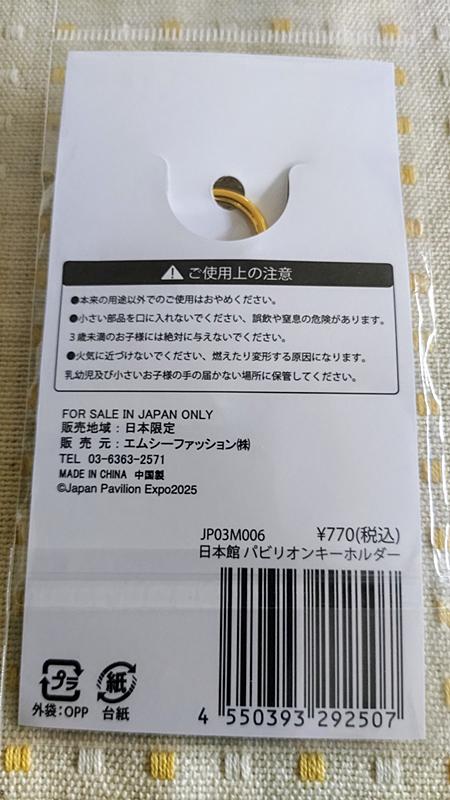 ご使用上の注意
●本来の用途以外でのご使用はおやめください。
●小さい部品を口に入れないでください、誤飲や窒息の危険があります。
3歳未満のお子様には絶対に与えないでください。
●火気に近づけないでください、燃えたり変形する原因になります。
乳幼児及び小さいお子様の手の届かない場所に保管してください。
FOR SALE IN JAPAN ONLY
販売地域：日本限定
販 売 元：エムシーファッション㈱
TEL 03-6363-2571
MADE IN CHINA 中国製
©Japan Pavilion Expo2025
JP03M006 ¥770(税込)
日本館 パビリオンキーホルダー
プラ 紙
外袋：OPP 台紙
4 550393 292507